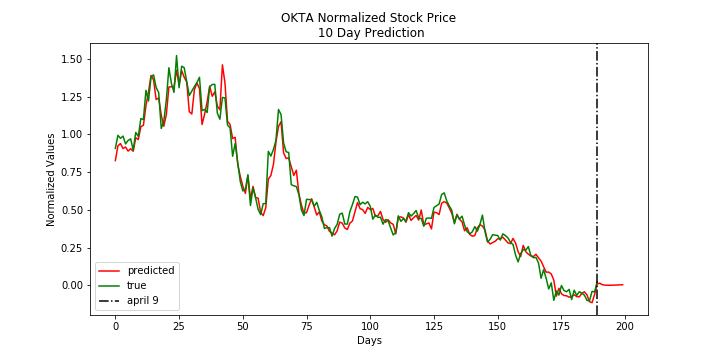 OKTA Normalized Stock Price
10 Day Prediction
Normalized Values
1.50
1.25
1.00
0.75
0.50
0.25
0.00
predicted
true
april 9
0 25 50 75 100 125 150 175 200
Days